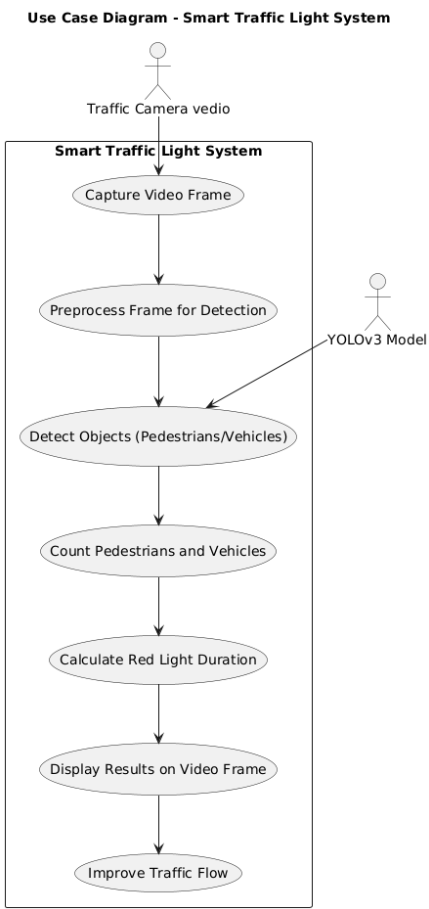 Use Case Diagram - Smart Traffic Light System
Traffic Camera vedio
Smart Traffic Light System
Capture Video Frame
Preprocess Frame for Detection
YOLOv3 Model
Detect Objects (Pedestrians/Vehicles)
Count Pedestrians and Vehicles
Calculate Red Light Duration
Display Results on Video Frame
Improve Traffic Flow